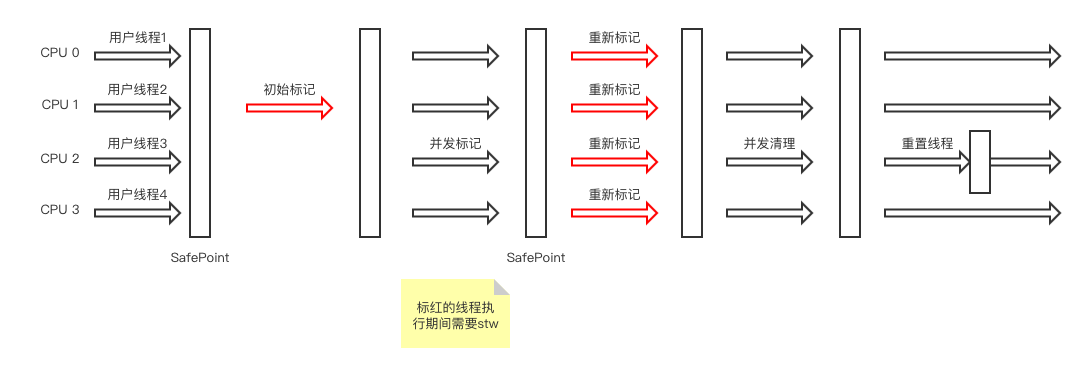 用户线程1
重新标记
CPU 0
用户线程2
初始标记
重新标记
CPU 1
用户线程3
并发标记
重新标记
并发清理
重置线程
CPU 2
用户线程4
重新标记
CPU 3
SafePoint
SafePoint
标红的线程执
行期间需要stw